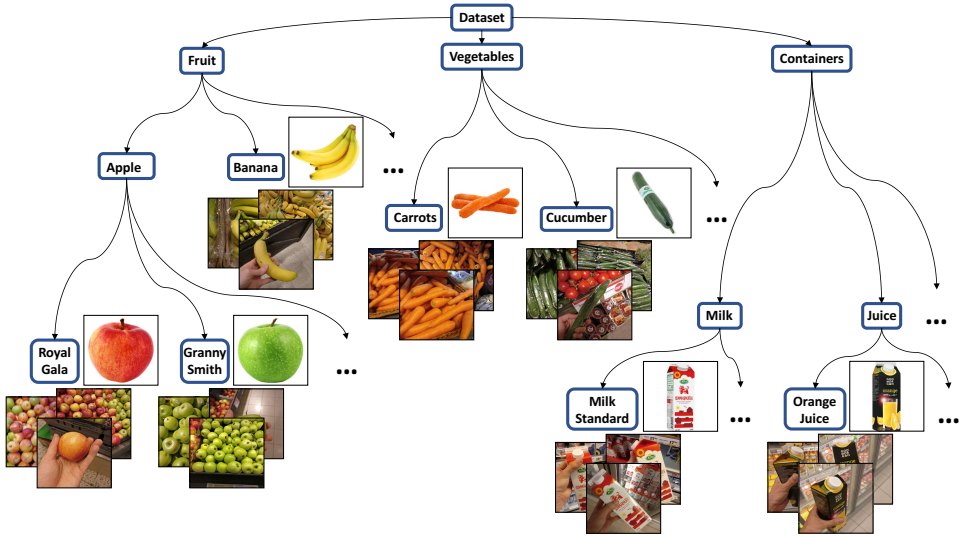 Dataset
Fruit
Vegetables
Containers
Apple
Banana
...
Carrots
Cucumber
...
Milk
Juice
...
Royal
Gala
Granny
Smith
...
Milk
Standard
...
Orange
Juice
...